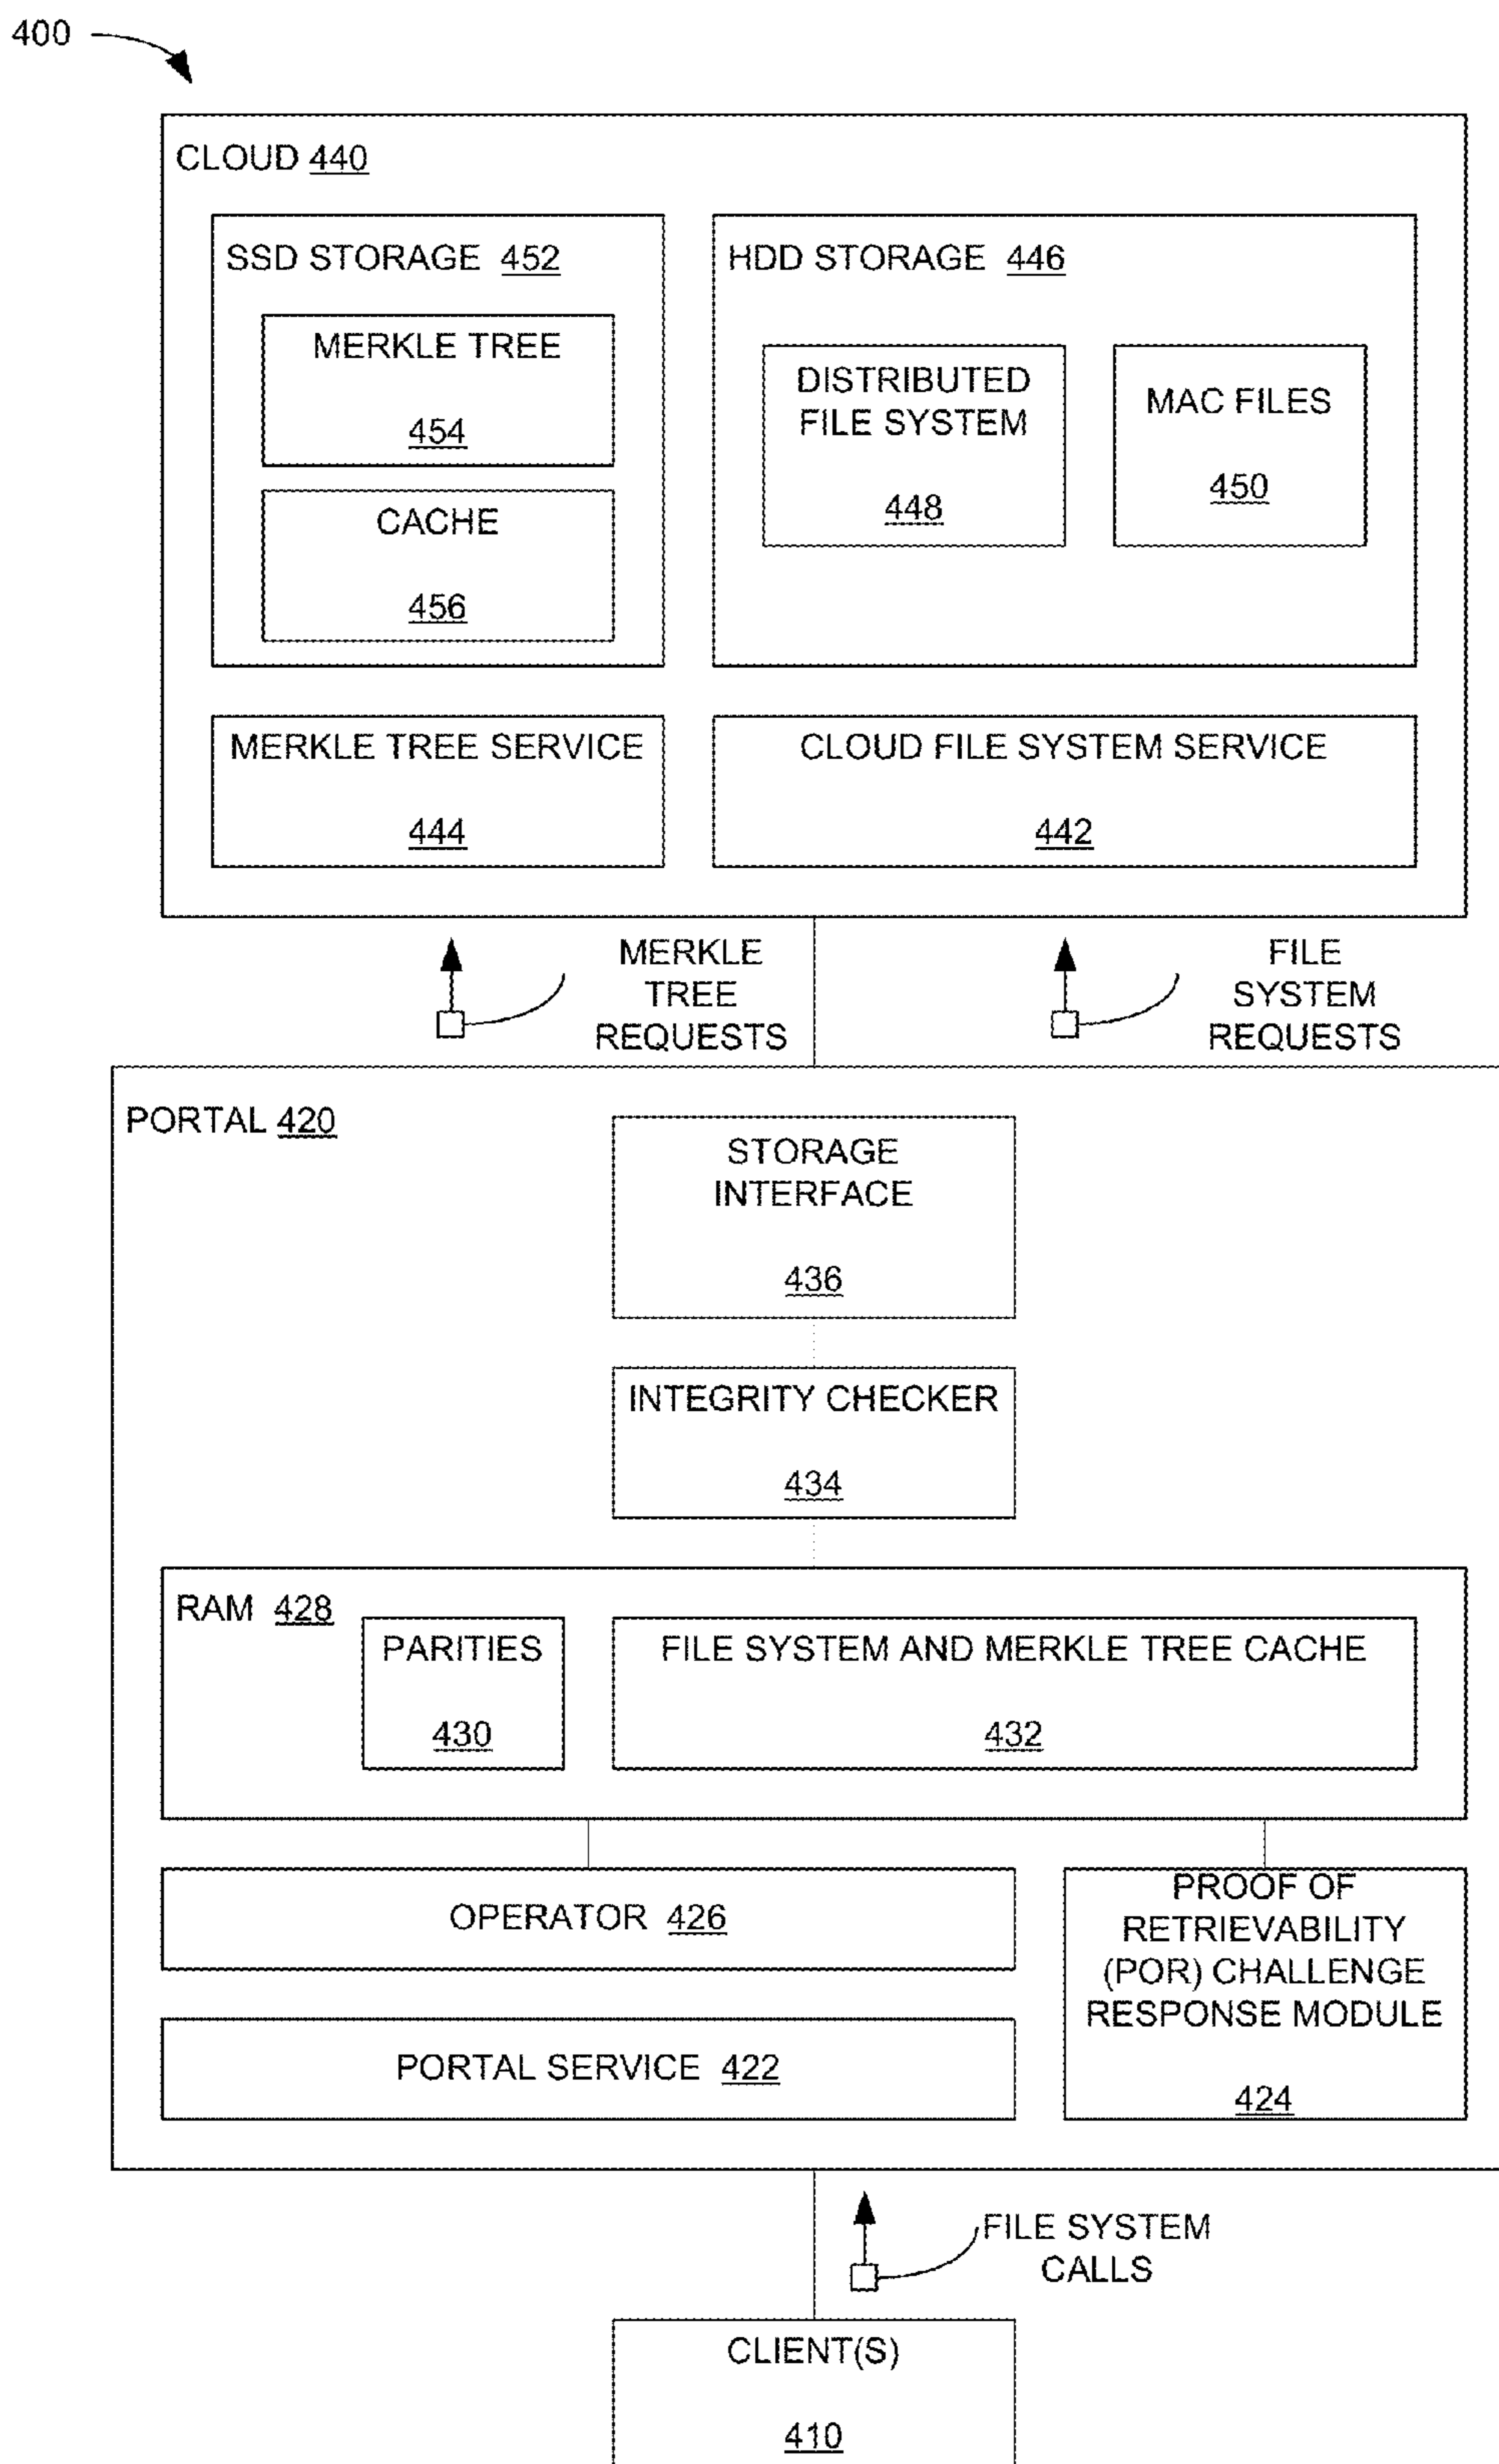 400
CLOUD 440
SSD STORAGE 452
HDD STORAGE 446
MERKLE TREE
454
DISTRIBUTED
FILE SYSTEM
448
MAC FILES
450
CACHE
456
MERKLE TREE SERVICE
444
CLOUD FILE SYSTEM SERVICE
442
MERKLE
TREE
REQUESTS
FILE
SYSTEM
REQUESTS
PORTAL 420
STORAGE
INTERFACE
436
INTEGRITY CHECKER
434
RAM 428
PARITIES
430
FILE SYSTEM AND MERKLE TREE CACHE
432
OPERATOR 426
PROOF OF
RETRIEVABILITY
(POR) CHALLENGE
RESPONSE MODULE
424
PORTAL SERVICE 422
FILE SYSTEM
CALLS
CLIENT(S)
410